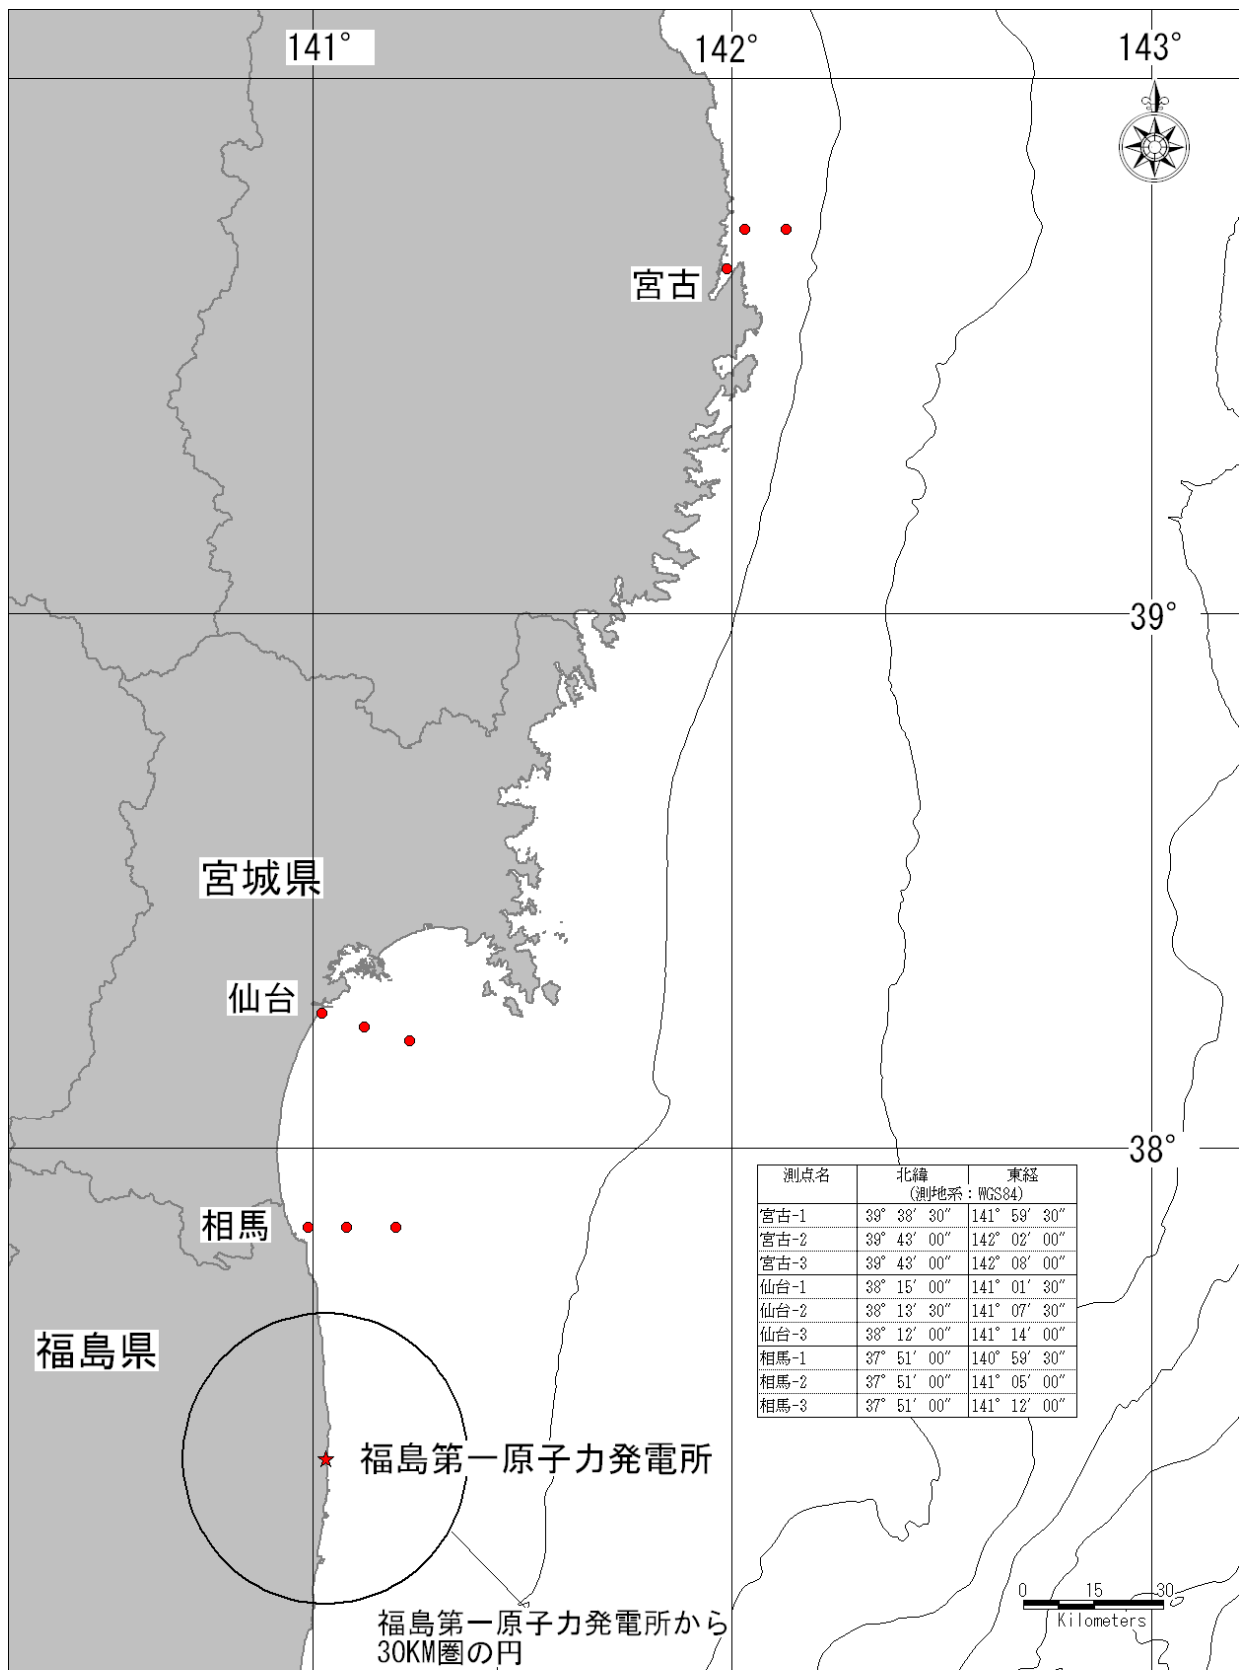 141° 142° 143°
宮古
39°
宮城県
仙台
38°
測点名 北緯 東経
(測地系:WGS84)
宮古-1 39° 38′ 30″ 141° 59′ 30″
宮古-2 39° 43′ 00″ 142° 02′ 00″
宮古-3 39° 43′ 00″ 142° 08′ 00″
仙台-1 38° 15′ 00″ 141° 01′ 30″
仙台-2 38° 13′ 30″ 141° 07′ 30″
仙台-3 38° 12′ 00″ 141° 14′ 00″
相馬-1 37° 51′ 00″ 140° 59′ 30″
相馬-2 37° 51′ 00″ 141° 05′ 00″
相馬-3 37° 51′ 00″ 141° 12′ 00″
相馬
福島県
福島第一原子力発電所
0 15 30
Kilometers
福島第一原子力発電所から
30KM圏の円